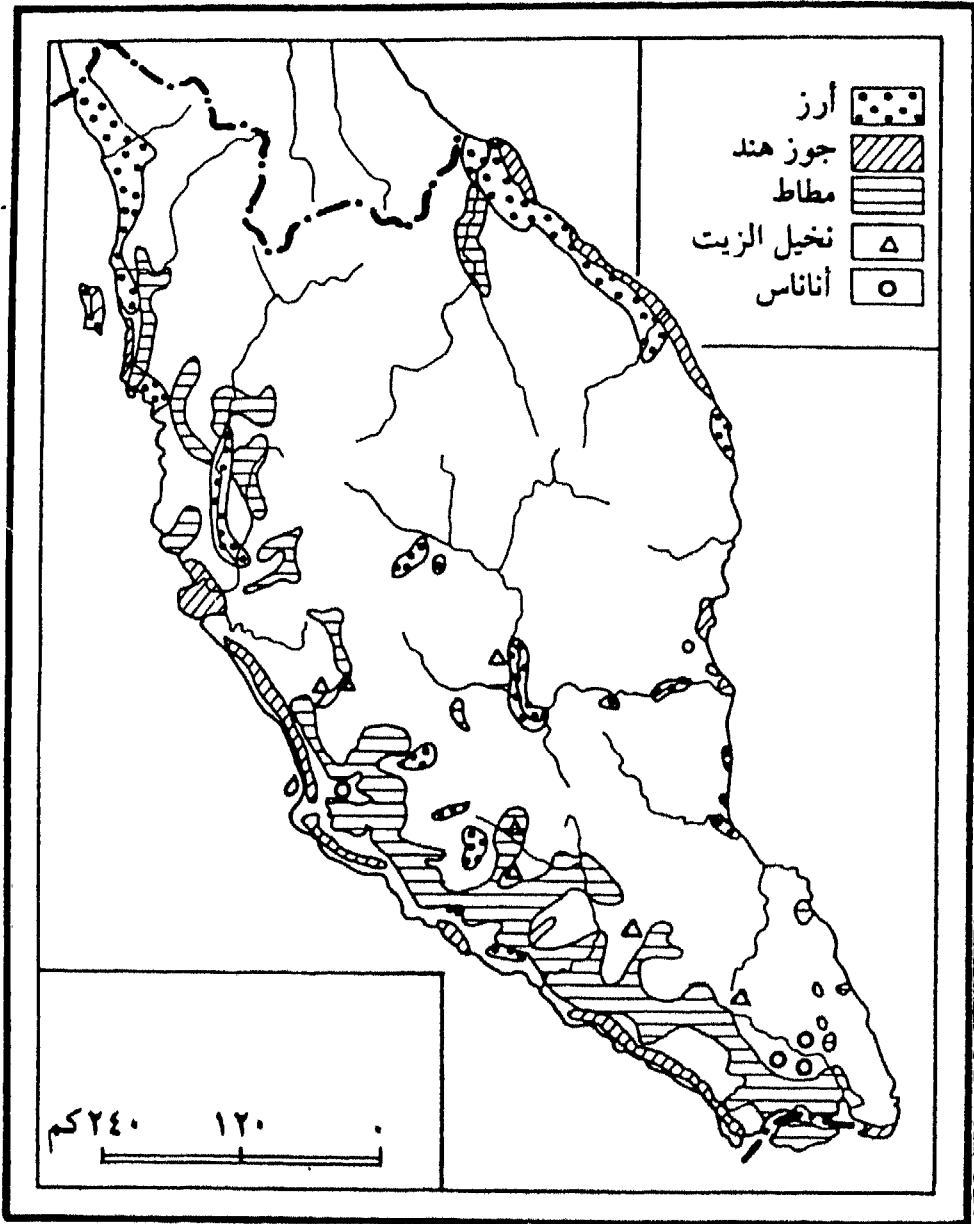 أرز
جوز هند
مطاط
نخيل الزيت
أناناس
٠ ١٢٠ ٢٤٠ كم